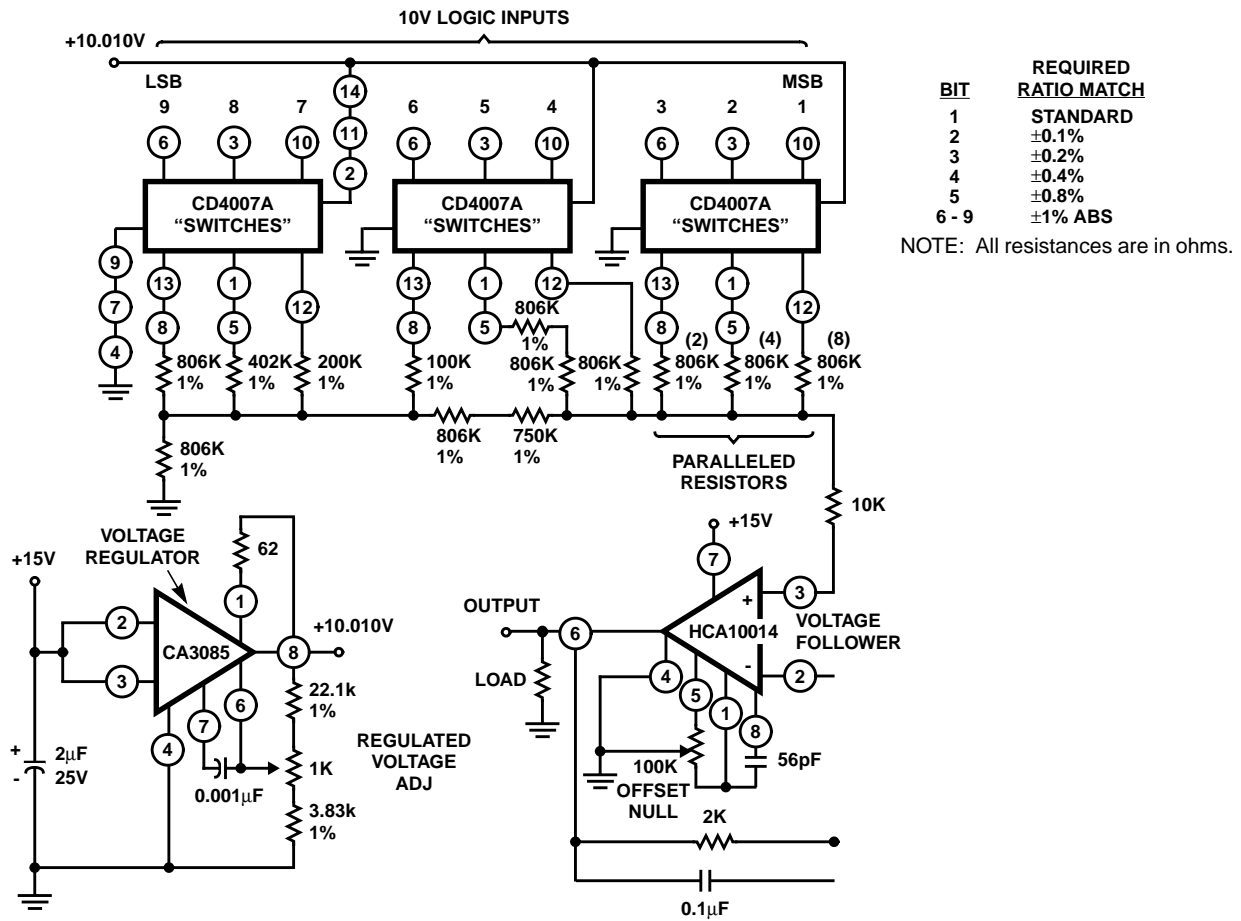 10V LOGIC INPUTS
+10.010V
LSB MSB
9 8 7 6 5 4 3 2 1
14
11
2
6 3 10 6 3 10 6 3 10
CD4007A
“SWITCHES”
CD4007A
“SWITCHES”
CD4007A
“SWITCHES”
9
7
4
13 1 12 13 1 12 13 1 12
8 5 8 5 8 5
806K
1%
402K
1%
200K
1%
100K
1%
806K
1%
806K
1%
806K
1%
(2)
806K
1%
(4)
806K
1%
(8)
806K
1%
806K
1%
806K
1%
750K
1%
PARALLELED
RESISTORS
10K
REQUIRED
BIT RATIO MATCH
1 STANDARD
2 ±0.1%
3 ±0.2%
4 ±0.4%
5 ±0.8%
6 - 9 ±1% ABS
NOTE: All resistances are in ohms.
VOLTAGE
REGULATOR
+15V
62
1
2
3
CA3085
8
+10.010V
7
6
4
22.1k
1%
1K
3.83k
1%
0.001µF
+
-
2µF
25V
REGULATED
VOLTAGE
ADJ
+15V
7
OUTPUT
6
LOAD
HCA10014
+
-
3
2
VOLTAGE
FOLLOWER
4
5
1
8
56pF
100K
OFFSET
NULL
2K
0.1µF